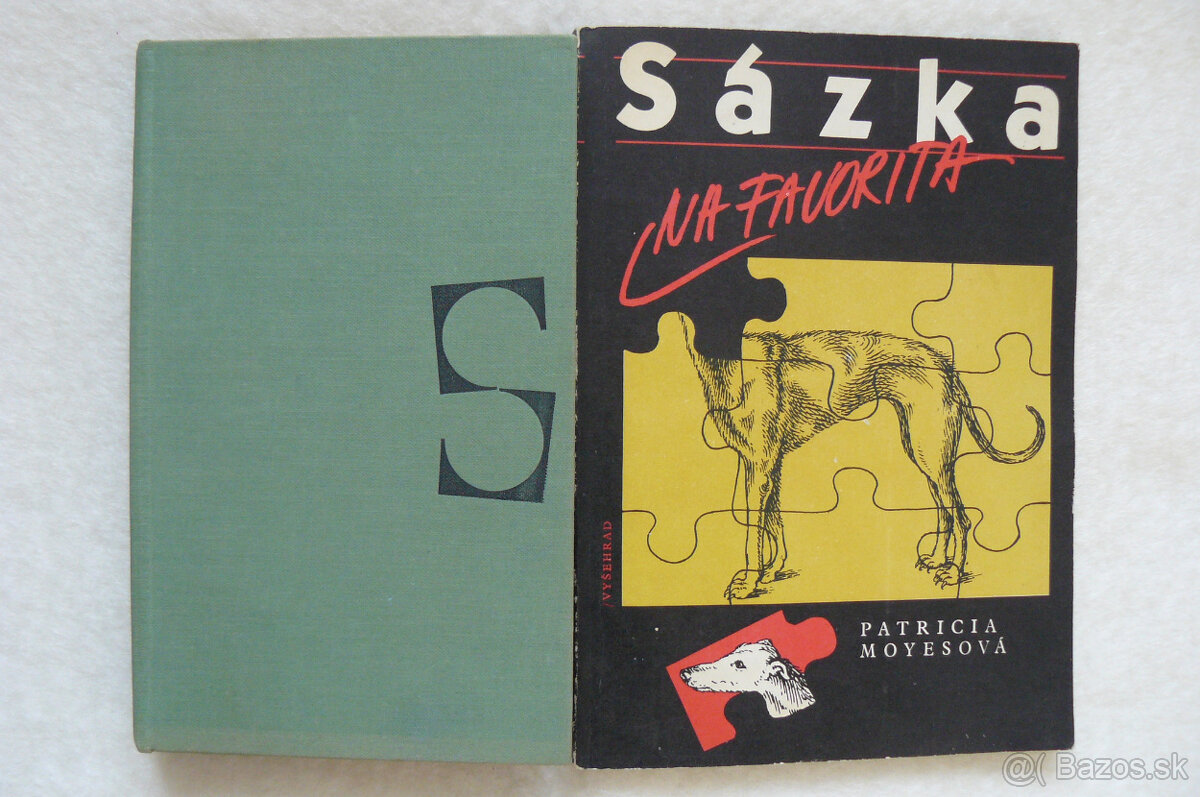 S
Sázka
NA FAVORITA
/VYŠEHRAD
PATRICIA
MOYESOVÁ
@( Bazos.sk